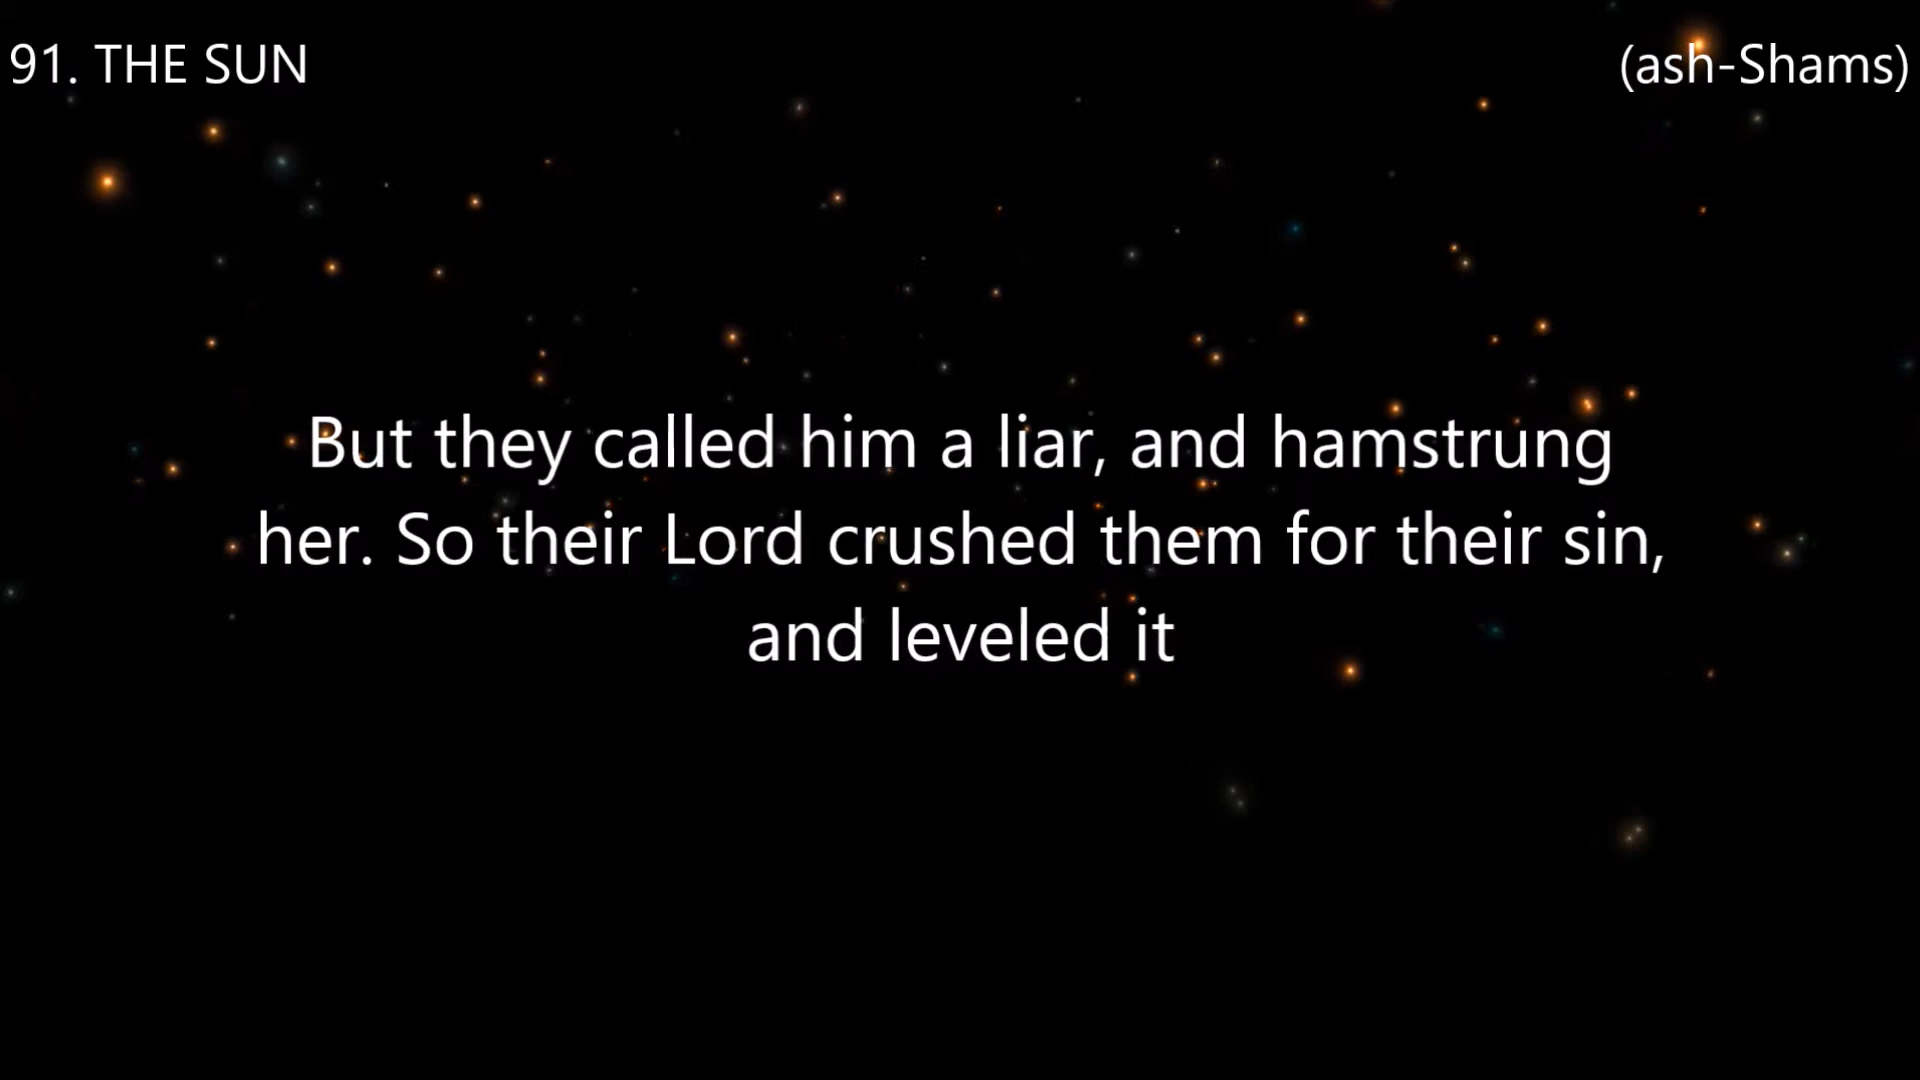 91. THE SUN
(ash-Shams)
But they called him a liar, and hamstrung
her. So their Lord crushed them for their sin,
and leveled it